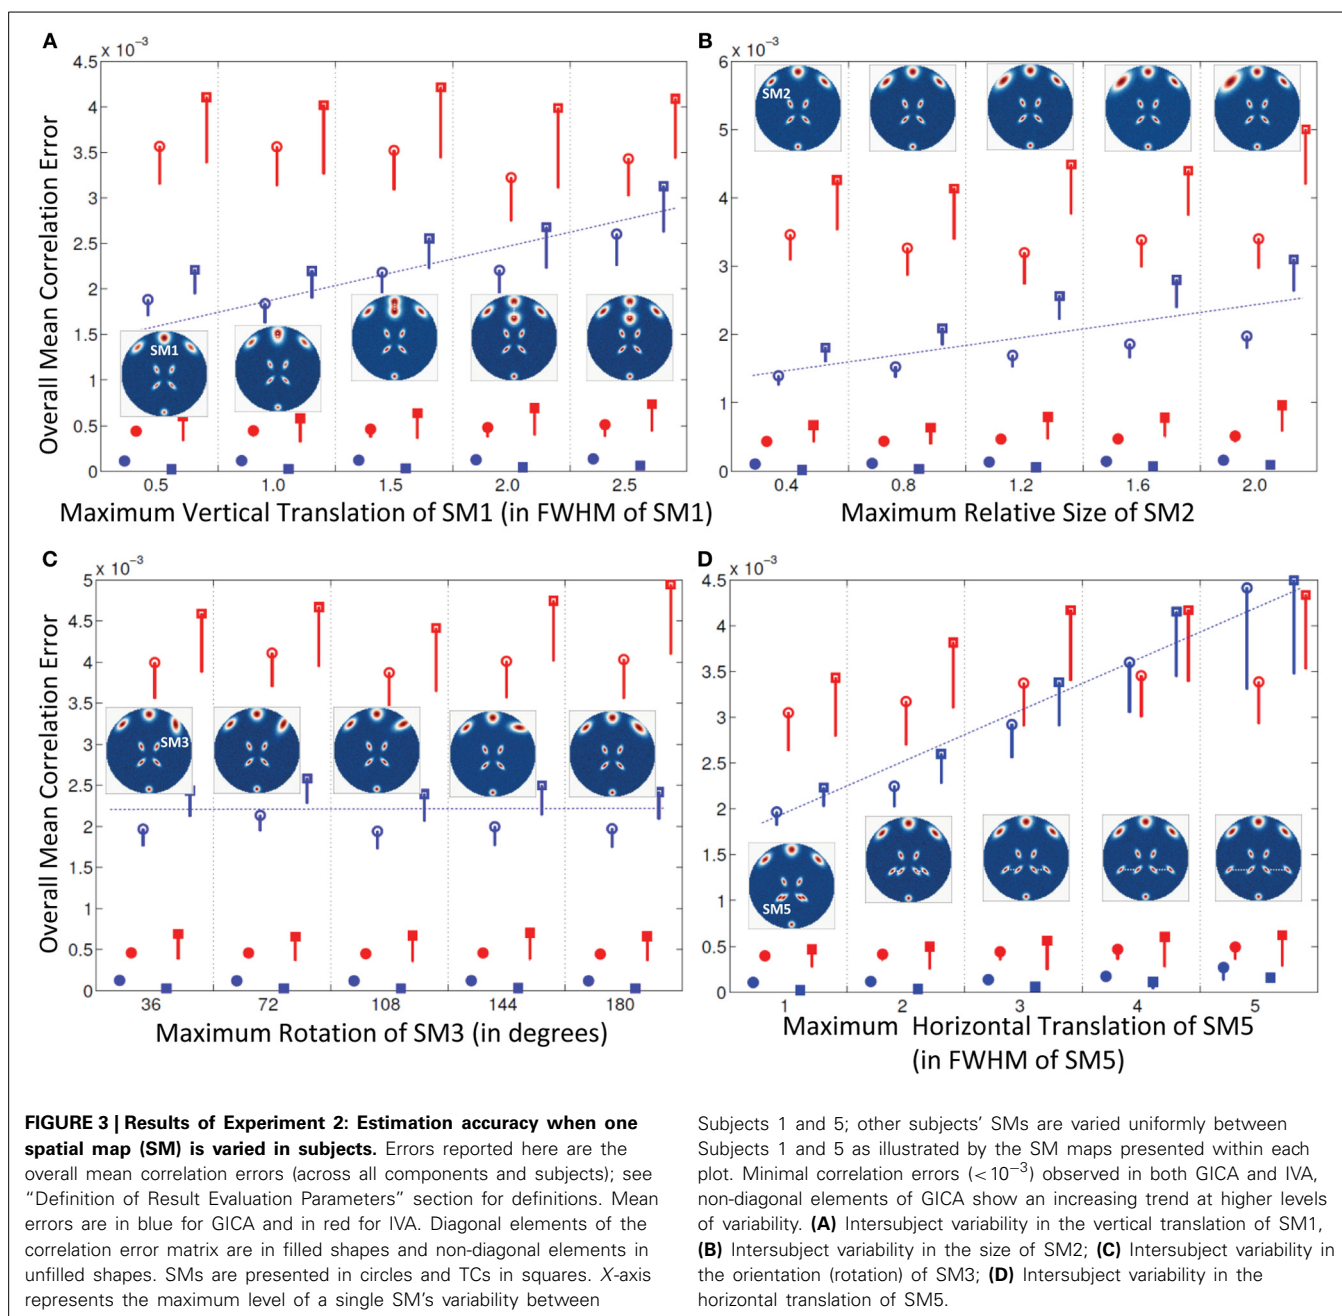 A
x 10⁻³
4.5
4
3.5
3
2.5
2
1.5
1
0.5
0
Overall Mean Correlation Error
SM1
0.5 1.0 1.5 2.0 2.5
Maximum Vertical Translation of SM1 (in FWHM of SM1)
B
x 10⁻³
6
5
4
3
2
1
0
SM2
0.4 0.8 1.2 1.6 2.0
Maximum Relative Size of SM2
C
x 10⁻³
5
4.5
4
3.5
3
2.5
2
1.5
1
0.5
0
Overall Mean Correlation Error
SM3
36 72 108 144 180
Maximum Rotation of SM3 (in degrees)
D
x 10⁻³
4.5
4
3.5
3
2.5
2
1.5
1
0.5
0
SM5
1 2 3 4 5
Maximum Horizontal Translation of SM5
(in FWHM of SM5)
FIGURE 3 | Results of Experiment 2: Estimation accuracy when one
spatial map (SM) is varied in subjects. Errors reported here are the
overall mean correlation errors (across all components and subjects); see
"Definition of Result Evaluation Parameters" section for definitions. Mean
errors are in blue for GICA and in red for IVA. Diagonal elements of the
correlation error matrix are in filled shapes and non-diagonal elements in
unfilled shapes. SMs are presented in circles and TCs in squares. X-axis
represents the maximum level of a single SM's variability between
Subjects 1 and 5; other subjects' SMs are varied uniformly between
Subjects 1 and 5 as illustrated by the SM maps presented within each
plot. Minimal correlation errors (<10⁻³) observed in both GICA and IVA,
non-diagonal elements of GICA show an increasing trend at higher levels
of variability. (A) Intersubject variability in the vertical translation of SM1,
(B) Intersubject variability in the size of SM2; (C) Intersubject variability in
the orientation (rotation) of SM3; (D) Intersubject variability in the
horizontal translation of SM5.